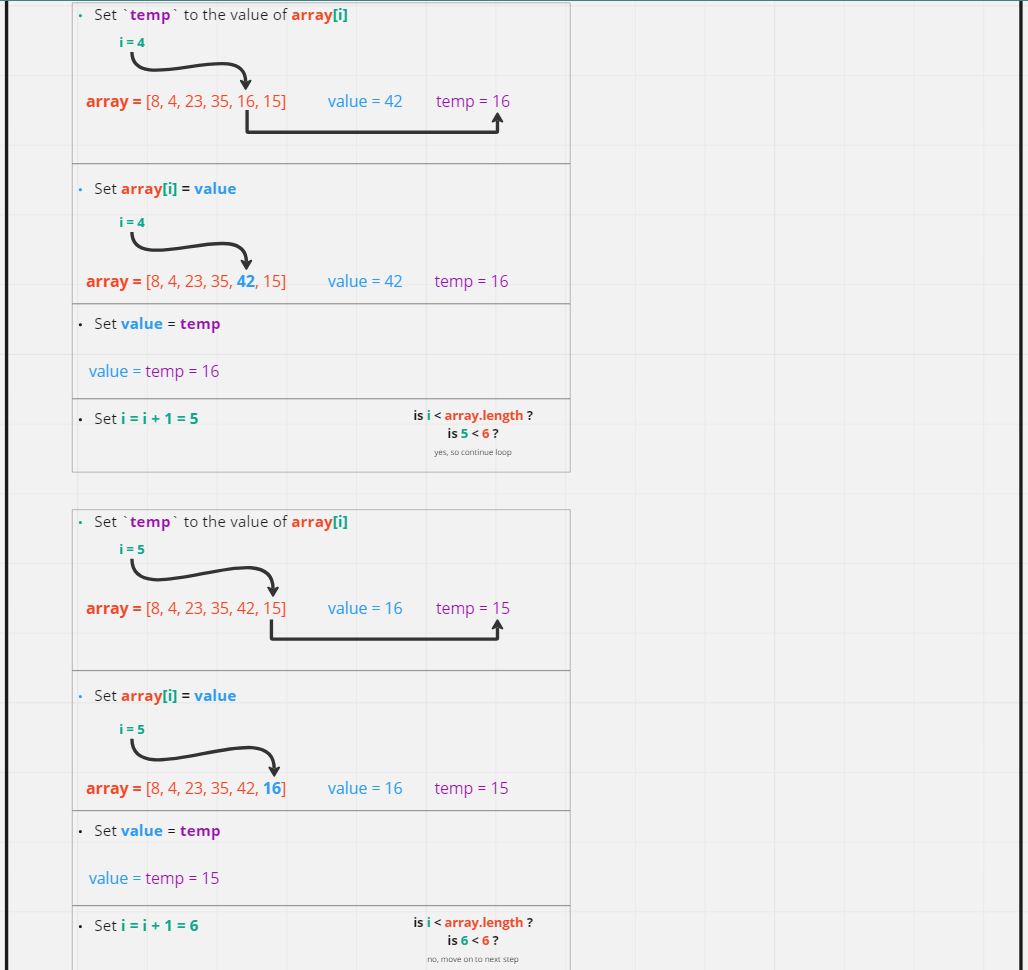 • Set `temp` to the value of array[i]
i = 4
array = [8, 4, 23, 35, 16, 15] value = 42 temp = 16
• Set array[i] = value
i = 4
array = [8, 4, 23, 35, 42, 15] value = 42 temp = 16
• Set value = temp
value = temp = 16
• Set i = i + 1 = 5
is i < array.length ?
is 5 < 6 ?
yes, so continue loop
• Set `temp` to the value of array[i]
i = 5
array = [8, 4, 23, 35, 42, 15] value = 16 temp = 15
• Set array[i] = value
i = 5
array = [8, 4, 23, 35, 42, 16] value = 16 temp = 15
• Set value = temp
value = temp = 15
• Set i = i + 1 = 6
is i < array.length ?
is 6 < 6 ?
no, move on to next step